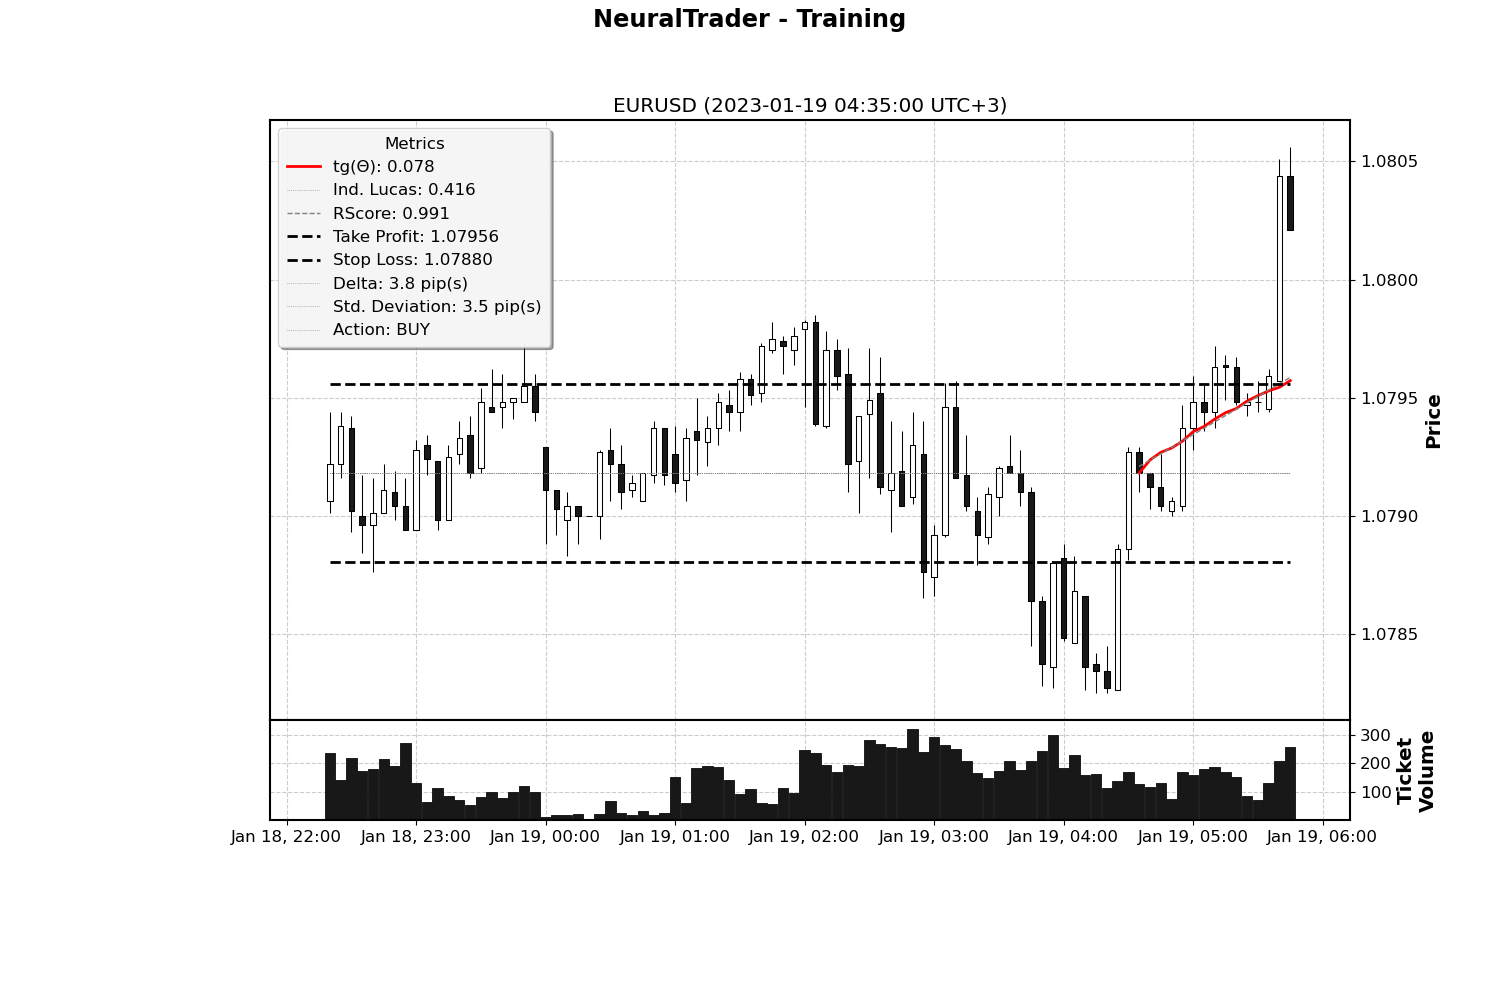 NeuralTrader - Training
EURUSD (2023-01-19 04:35:00 UTC+3)
Metrics
tg(Θ): 0.078
Ind. Lucas: 0.416
RScore: 0.991
Take Profit: 1.07956
Stop Loss: 1.07880
Delta: 3.8 pip(s)
Std. Deviation: 3.5 pip(s)
Action: BUY
1.0805
1.0800
1.0795
1.0790
1.0785
Price
300
200
100
Ticket
Volume
Jan 18, 22:00
Jan 18, 23:00
Jan 19, 00:00
Jan 19, 01:00
Jan 19, 02:00
Jan 19, 03:00
Jan 19, 04:00
Jan 19, 05:00
Jan 19, 06:00